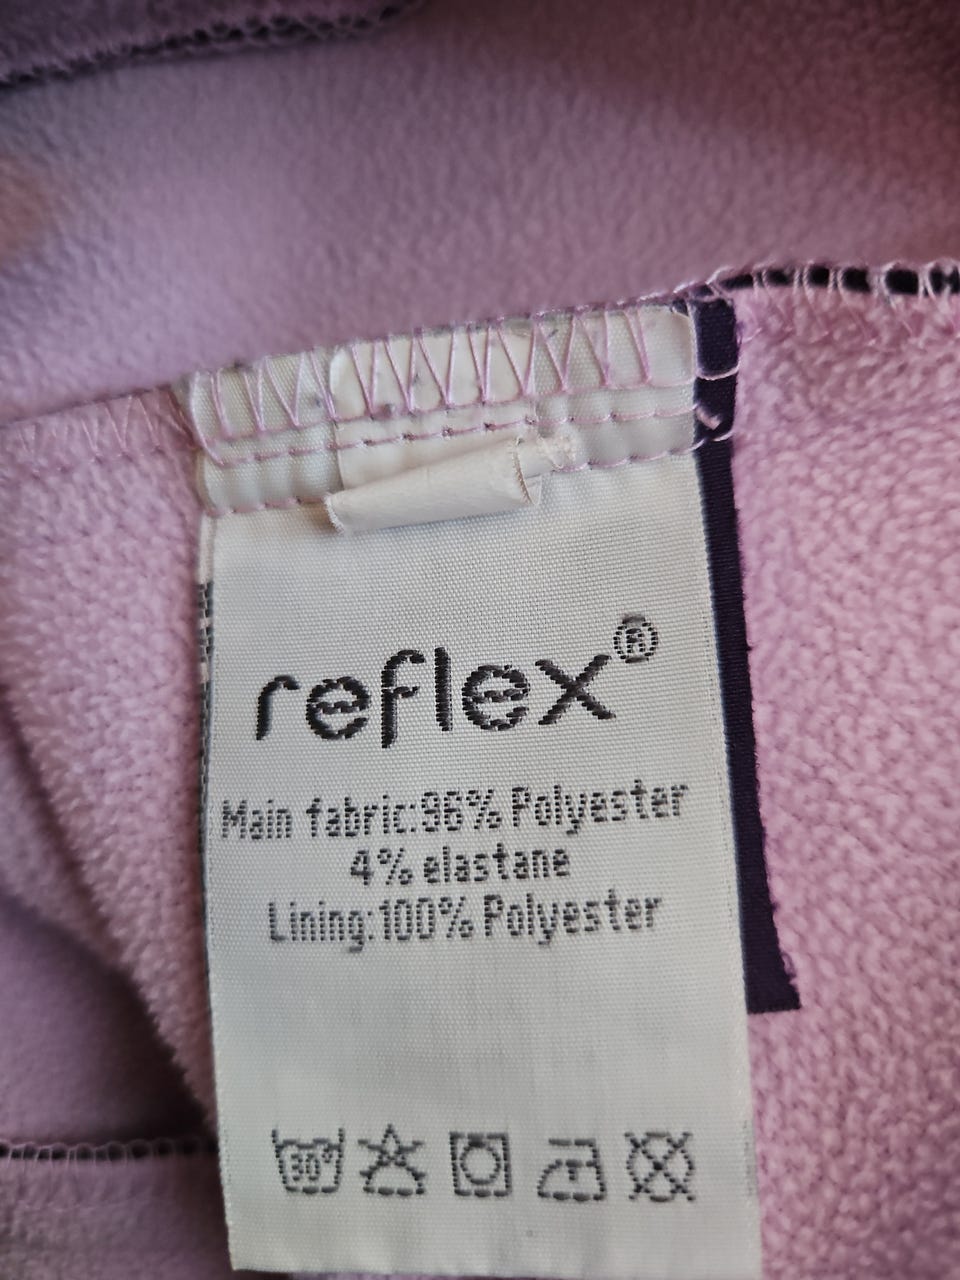 reflex®
Main fabric:96% Polyester
4% elastane
Lining:100% Polyester
30°